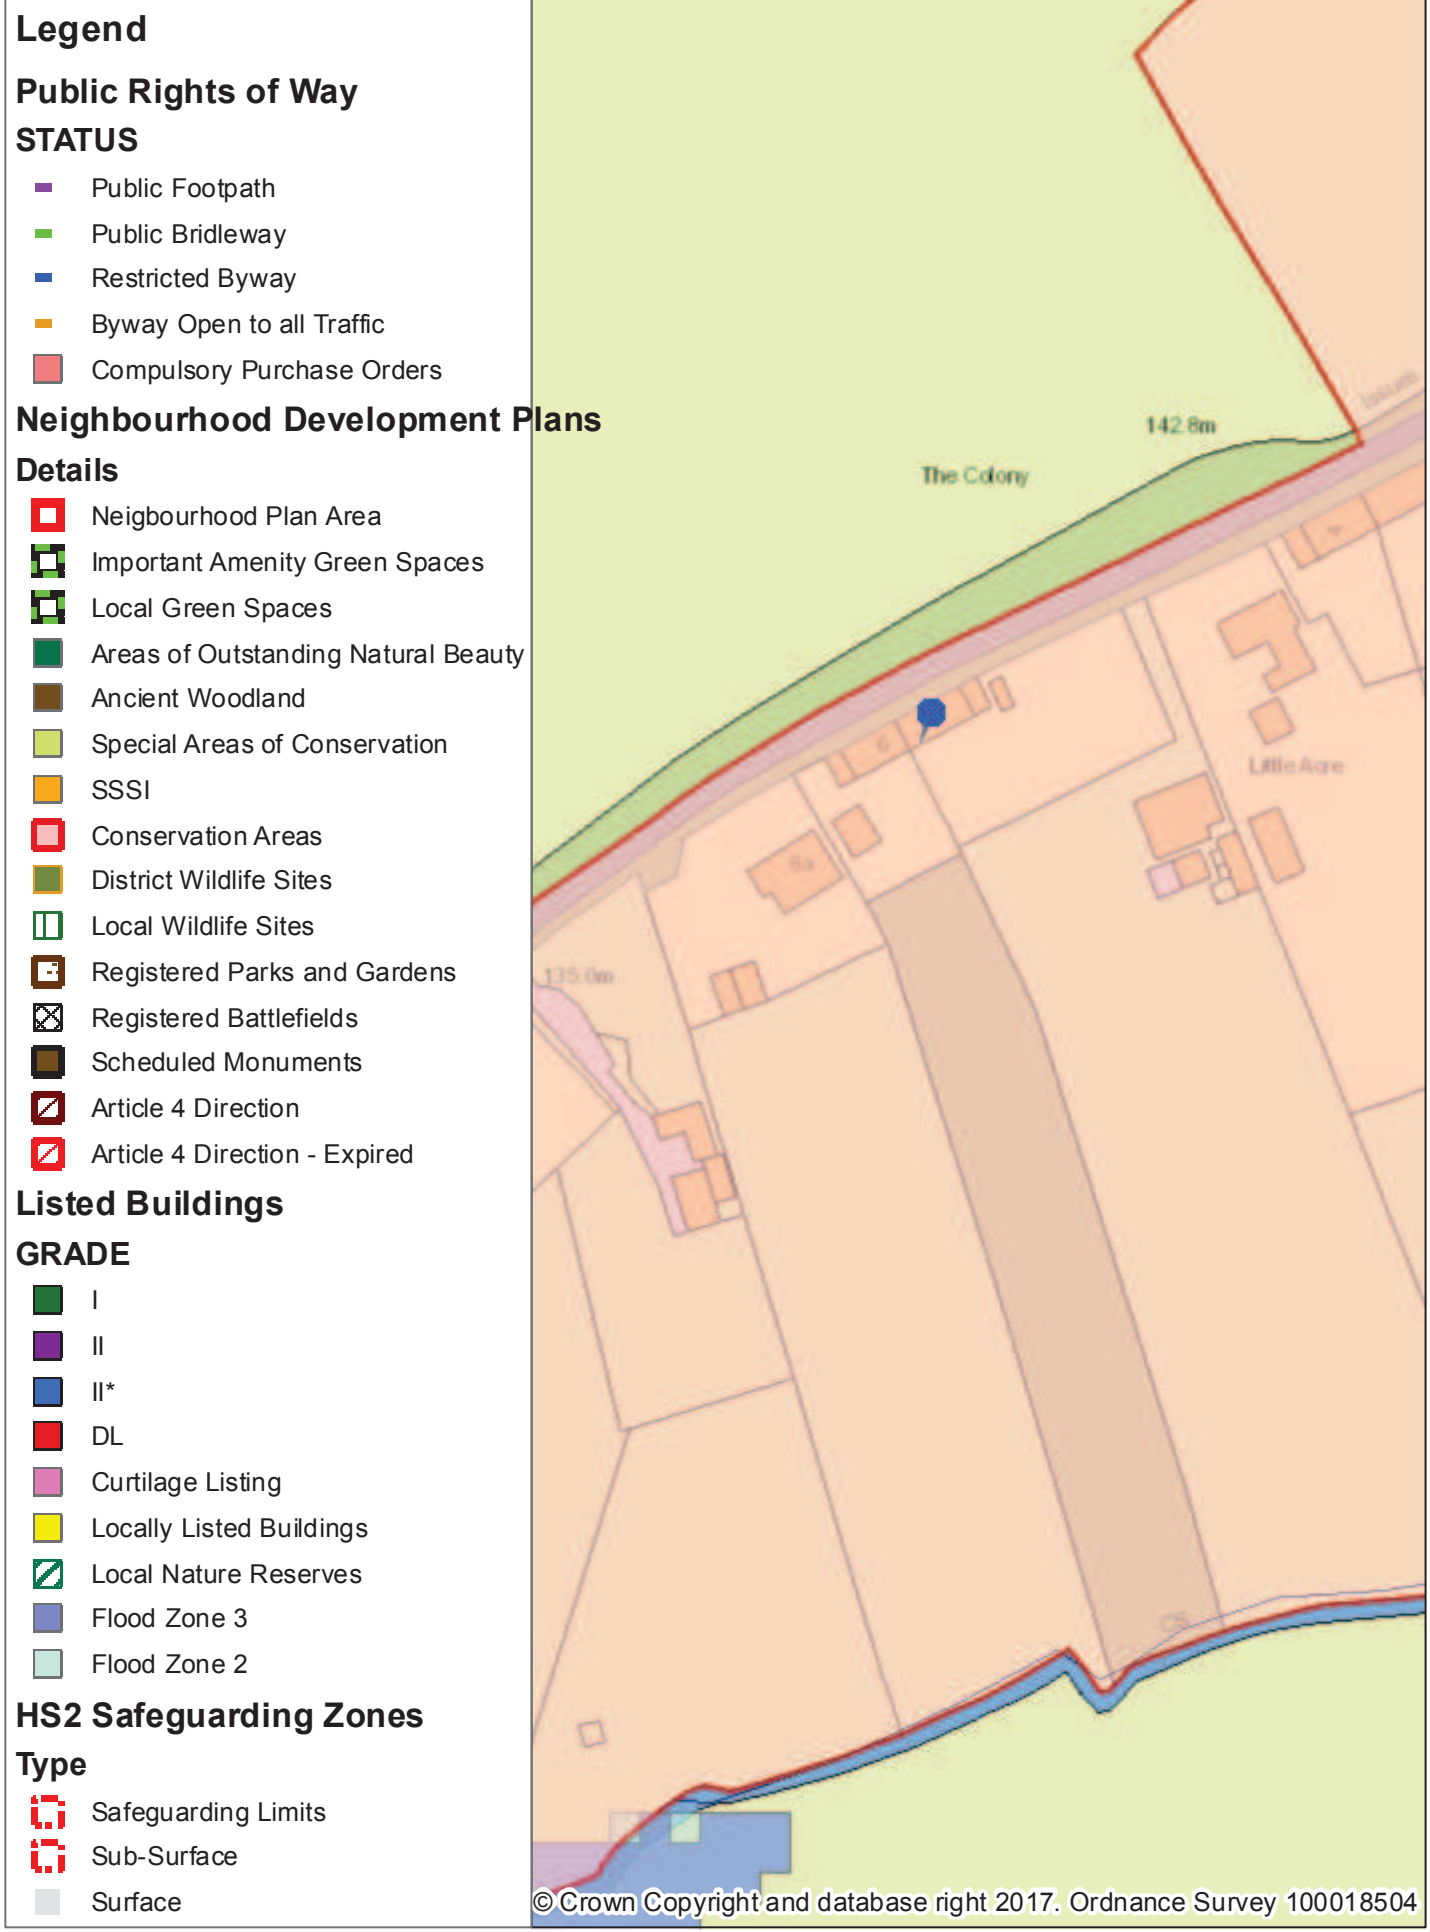 Legend
Public Rights of Way
STATUS
Public Footpath
Public Bridleway
Restricted Byway
Byway Open to all Traffic
Compulsory Purchase Orders
Neighbourhood Development Plans
Details
Neigbourhood Plan Area
Important Amenity Green Spaces
Local Green Spaces
Areas of Outstanding Natural Beauty
Ancient Woodland
Special Areas of Conservation
SSSI
Conservation Areas
District Wildlife Sites
Local Wildlife Sites
Registered Parks and Gardens
Registered Battlefields
Scheduled Monuments
Article 4 Direction
Article 4 Direction - Expired
Listed Buildings
GRADE
I
II
II*
DL
Curtilage Listing
Locally Listed Buildings
Local Nature Reserves
Flood Zone 3
Flood Zone 2
HS2 Safeguarding Zones
Type
Safeguarding Limits
Sub-Surface
Surface
Issues
142.8m
The Colony
6
Little Acre
6a
135.0m
CS
© Crown Copyright and database right 2017. Ordnance Survey 100018504